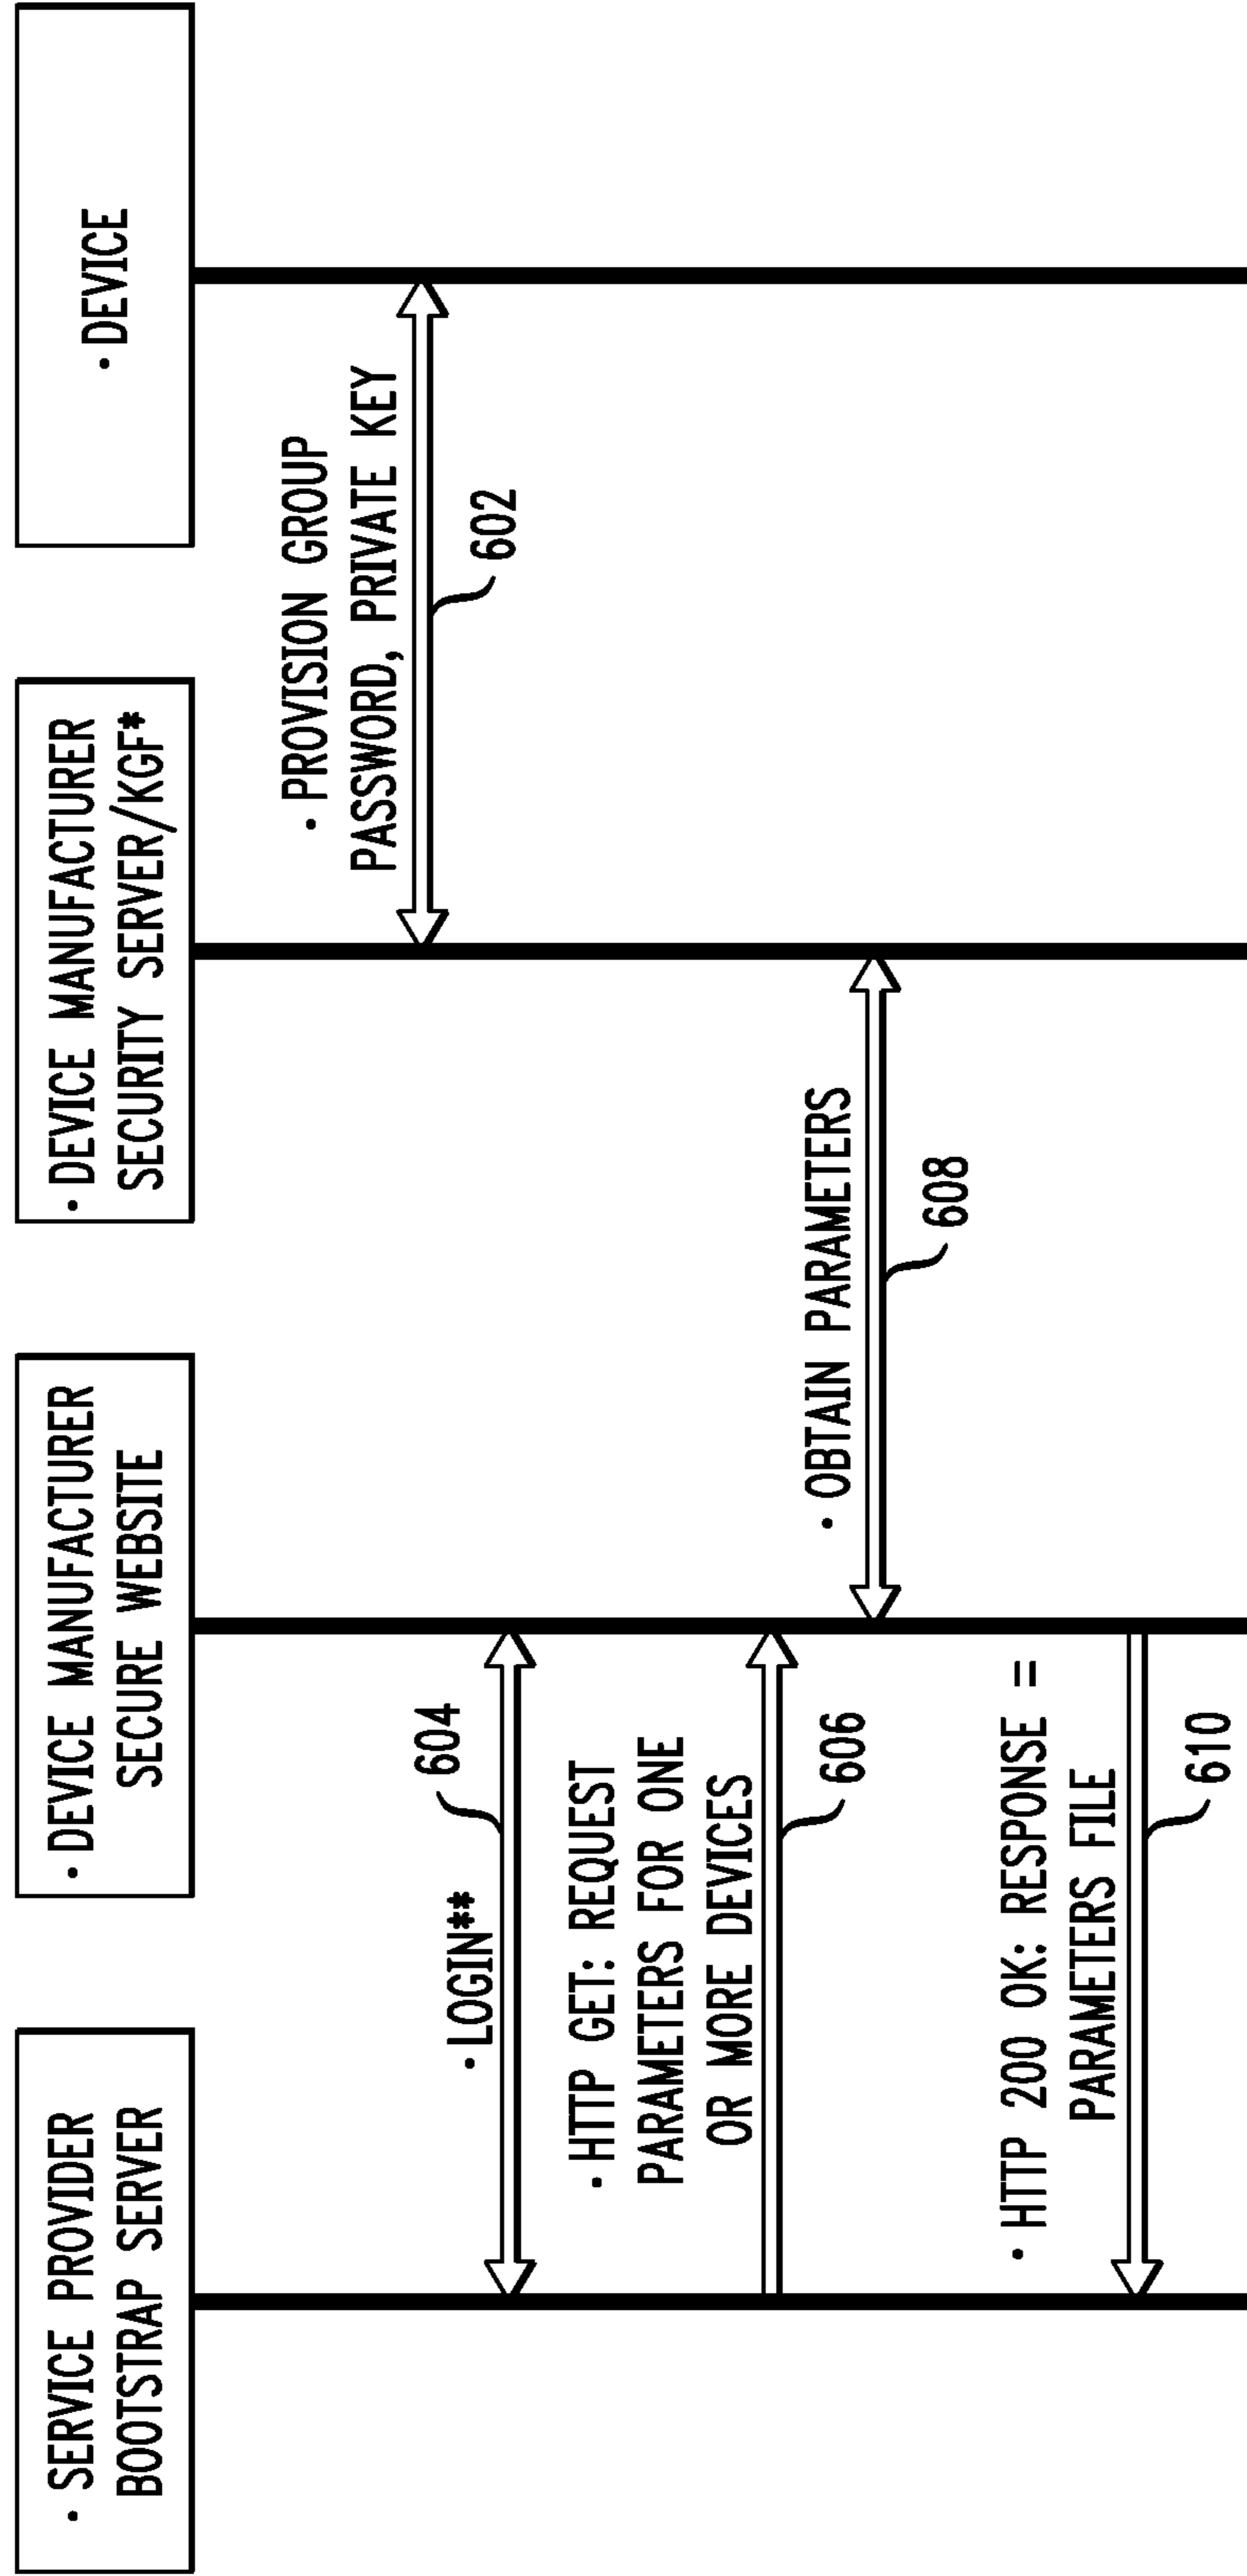 · SERVICE PROVIDER
BOOTSTRAP SERVER
· DEVICE MANUFACTURER
SECURE WEBSITE
· DEVICE MANUFACTURER
SECURITY SERVER/KGF*
· DEVICE
· PROVISION GROUP
PASSWORD, PRIVATE KEY
602
604
· LOGIN**
· HTTP GET: REQUEST
PARAMETERS FOR ONE
OR MORE DEVICES
606
· OBTAIN PARAMETERS
608
· HTTP 200 OK: RESPONSE =
PARAMETERS FILE
610